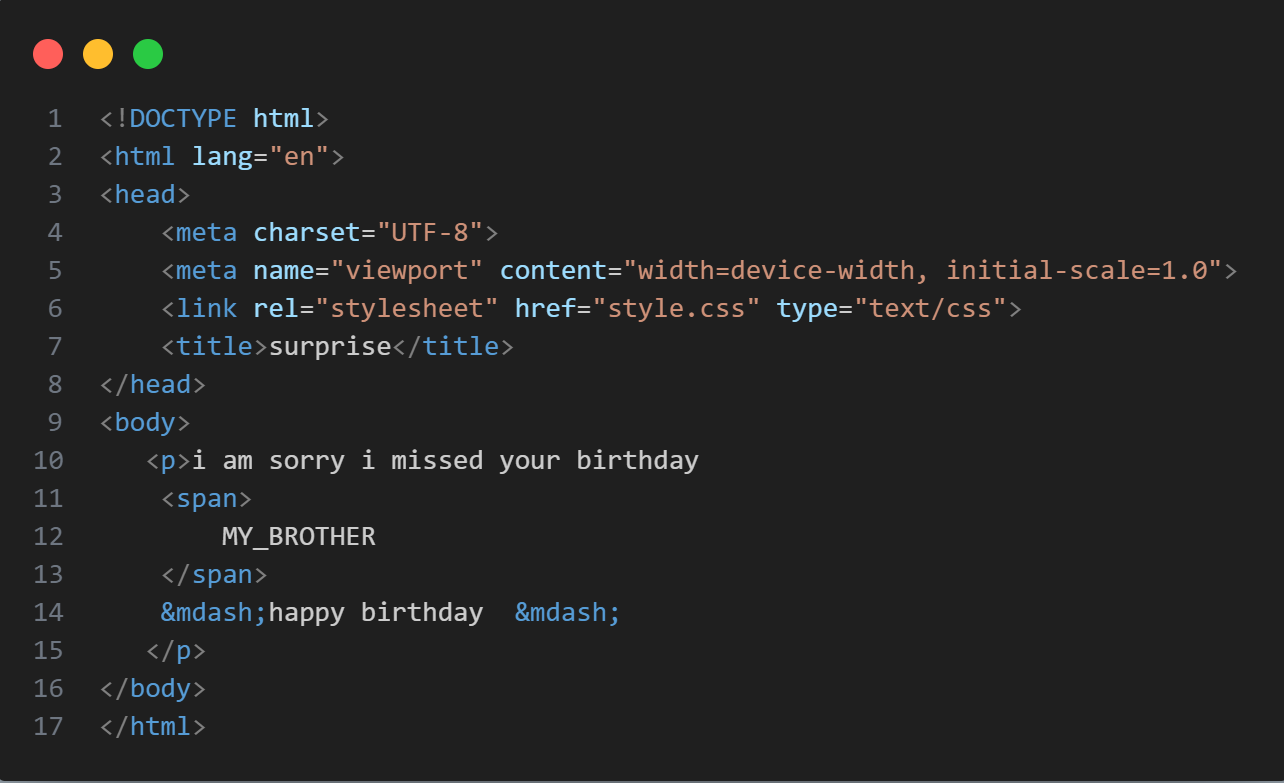 1 <!DOCTYPE html>
2 <html lang="en">
3 <head>
4     <meta charset="UTF-8">
5     <meta name="viewport" content="width=device-width, initial-scale=1.0">
6     <link rel="stylesheet" href="style.css" type="text/css">
7     <title>surprise</title>
8 </head>
9 <body>
10    <p>i am sorry i missed your birthday
11     <span>
12         MY_BROTHER
13     </span>
14     &mdash;happy birthday  &mdash;
15    </p>
16 </body>
17 </html>